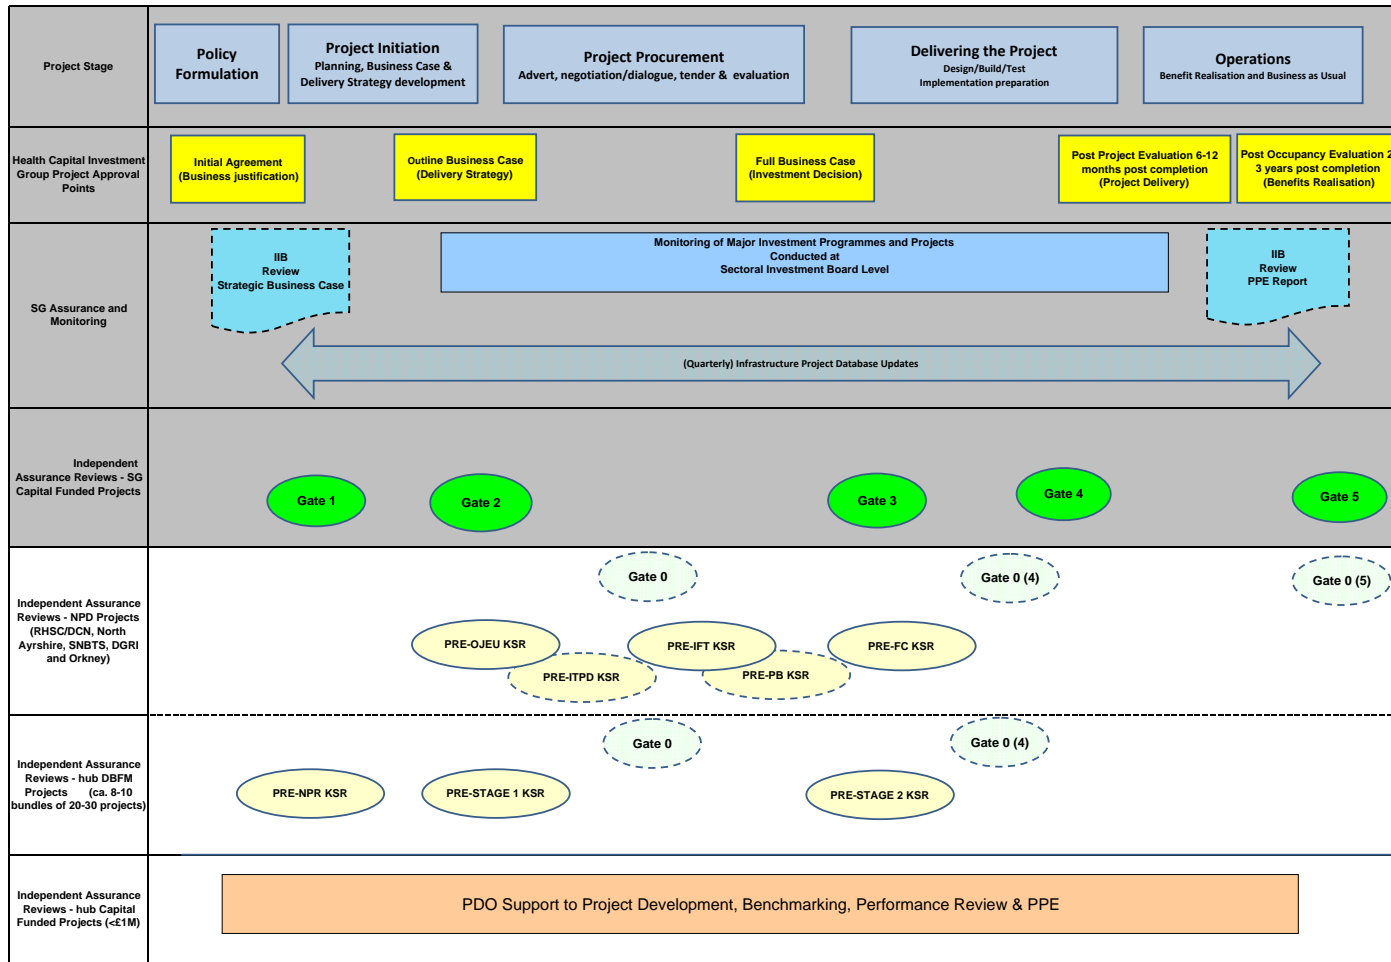 Project Stage
Policy
Formulation
Project Initiation
Planning, Business Case &
Delivery Strategy development
Project Procurement
Advert, negotiation/dialogue, tender & evaluation
Delivering the Project
Design/Build/Test
Implementation preparation
Operations
Benefit Realisation and Business as Usual
Health Capital Investment
Group Project Approval
Points
Initial Agreement
(Business justification)
Outline Business Case
(Delivery Strategy)
Full Business Case
(Investment Decision)
Post Project Evaluation 6-12
months post completion
(Project Delivery)
Post Occupancy Evaluation 2
3 years post completion
(Benefits Realisation)
SG Assurance and
Monitoring
IIB
Review
Strategic Business Case
Monitoring of Major Investment Programmes and Projects
Conducted at
Sectoral Investment Board Level
IIB
Review
PPE Report
(Quarterly) Infrastructure Project Database Updates
Independent
Assurance Reviews - SG
Capital Funded Projects
Gate 1
Gate 2
Gate 3
Gate 4
Gate 5
Independent Assurance
Reviews - NPD Projects
(RHSC/DCN, North
Ayrshire, SNBTS, DGRI
and Orkney)
Gate 0
Gate 0 (4)
Gate 0 (5)
PRE-OJEU KSR
PRE-ITPD KSR
PRE-IFT KSR
PRE-PB KSR
PRE-FC KSR
Independent Assurance
Reviews - hub DBFM
Projects (ca. 8-10
bundles of 20-30 projects)
Gate 0
Gate 0 (4)
PRE-NPR KSR
PRE-STAGE 1 KSR
PRE-STAGE 2 KSR
Independent Assurance
Reviews - hub Capital
Funded Projects (<£1M)
PDO Support to Project Development, Benchmarking, Performance Review & PPE